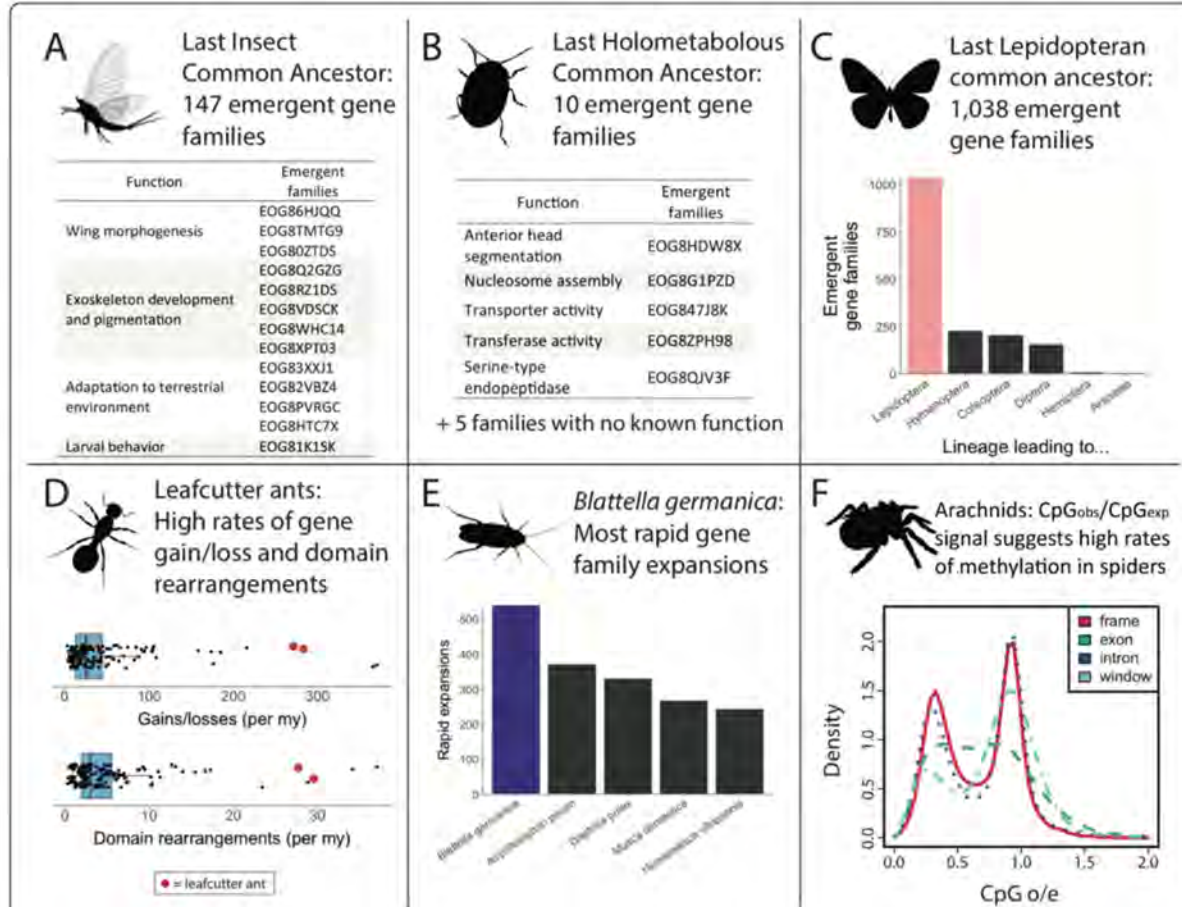 A
Last Insect
Common Ancestor:
147 emergent gene
families
Function
Emergent
families
Wing morphogenesis
EOG86HJQQ
EOG8TMTG9
EOG80ZTDS
Exoskeleton development
and pigmentation
EOG8Q2GZG
EOG8RZ1DS
EOG8VDSCK
EOG8WHC14
EOG8XPT03
Adaptation to terrestrial
environment
EOG83XXJ1
EOG82VBZ4
EOG8PVRGC
EOG8HTC7X
Larval behavior
EOG81K1SK
B
Last Holometabolous
Common Ancestor:
10 emergent gene
families
Function
Emergent
families
Anterior head
segmentation
EOG8HDW8X
Nucleosome assembly
EOG8G1PZD
Transporter activity
EOG847J8K
Transferase activity
EOG8ZPH98
Serine-type
endopeptidase
EOG8QJV3F
+ 5 families with no known function
C
Last Lepidopteran
common ancestor:
1,038 emergent
gene families
Emergent
gene families
1000
750
500
250
0
Lepidoptera
Hymenoptera
Coleoptera
Diptera
Hemiptera
Araneae
Lineage leading to...
D
Leafcutter ants:
High rates of gene
gain/loss and domain
rearrangements
0 100 200 300
Gains/losses (per my)
0 10 20 30
Domain rearrangements (per my)
= leafcutter ant
E
Blattella germanica:
Most rapid gene
family expansions
Rapid expansions
500
400
300
200
100
0
Blattella germanica
Acyrthosiphon pisum
Daphnia pulex
Musca domestica
F
Arachnids: CpGobs/CpGexp
signal suggests high rates
of methylation in spiders
frame
exon
intron
window
Density
2.0
1.5
1.0
0.5
0.0
0.0 0.5 1.0 1.5 2.0
CpG o/e